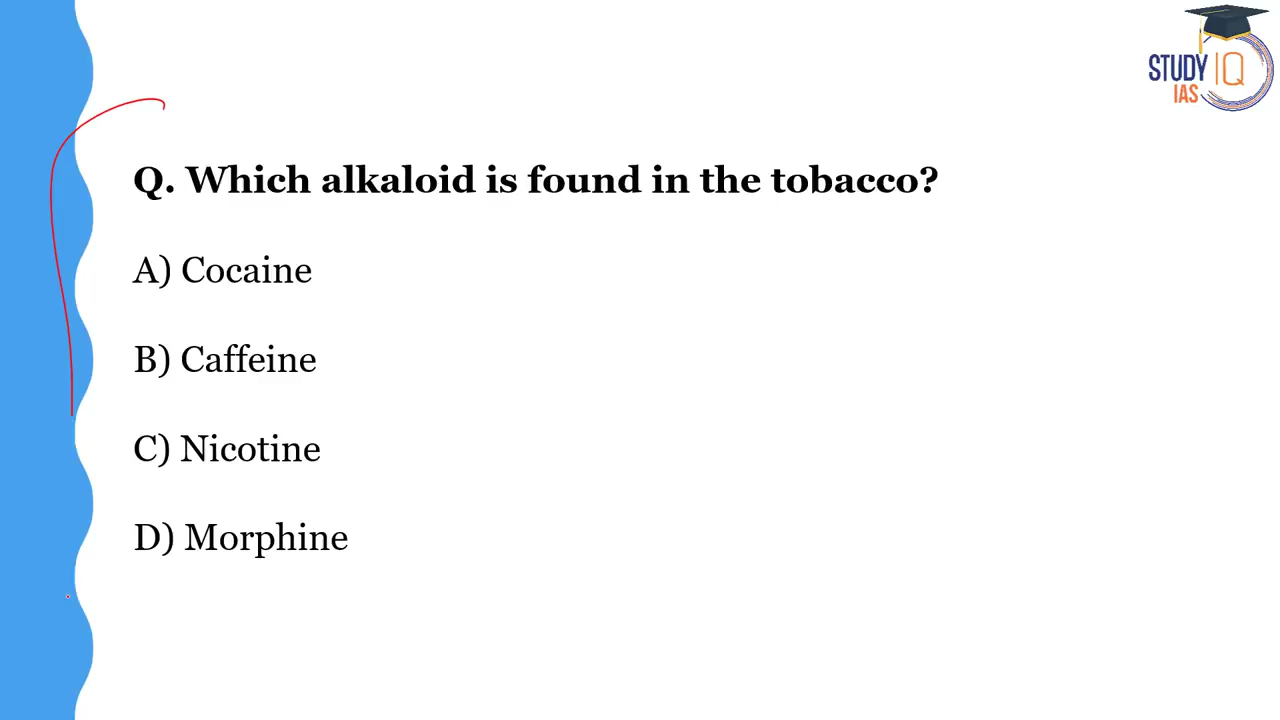 STUDY IQ
IAS
Q. Which alkaloid is found in the tobacco?
A) Cocaine
B) Caffeine
C) Nicotine
D) Morphine